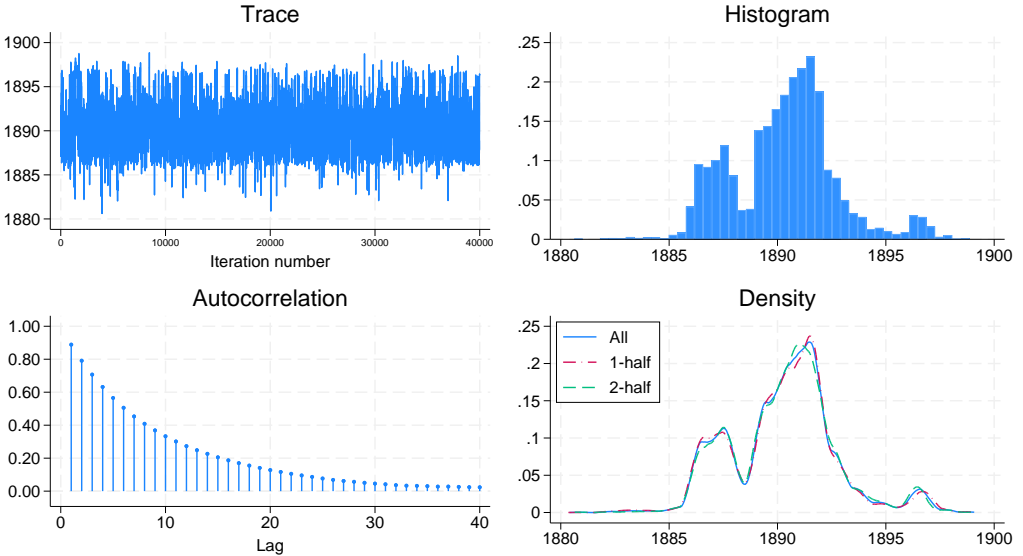 Trace
1900
1895
1890
1885
1880
0 10000 20000 30000 40000
Iteration number
Histogram
.25
.2
.15
.1
.05
0
1880 1885 1890 1895 1900
Autocorrelation
1.00
0.80
0.60
0.40
0.20
0.00
0 10 20 30 40
Lag
Density
.25
.2
.15
.1
.05
0
All
1-half
2-half
1880 1885 1890 1895 1900